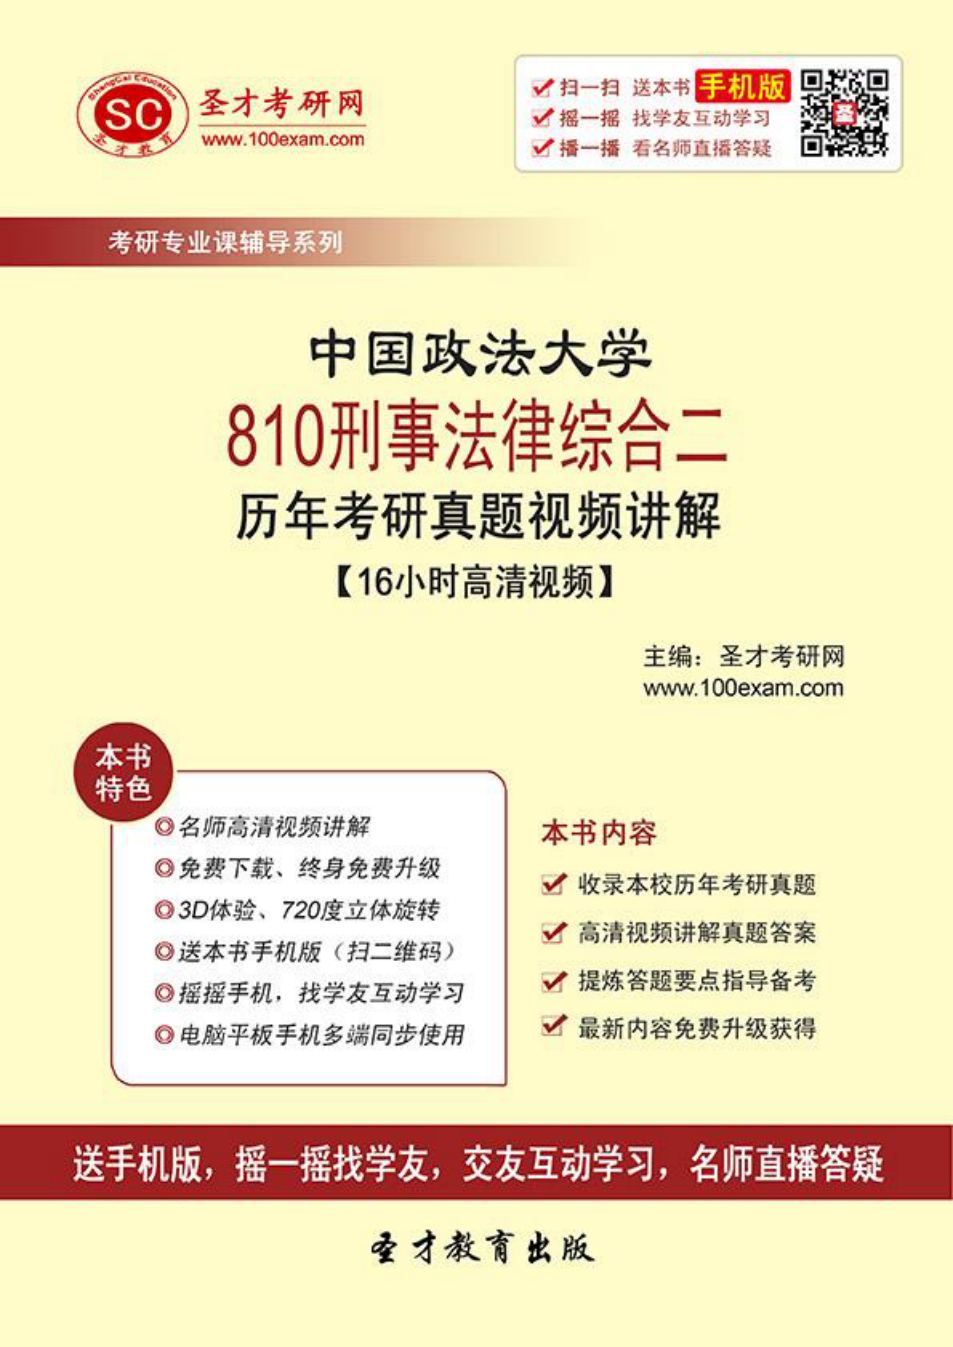 ShengCai Education
SC
圣才教育
圣才考研网
www.100exam.com
扫一扫 送本书 手机版
摇一摇 找学友互动学习
播一播 看名师直播答疑
圣
考研专业课辅导系列
中国政法大学
810刑事法律综合二
历年考研真题视频讲解
【16小时高清视频】
主编：圣才考研网
www.100exam.com
本书
特色
◎名师高清视频讲解
◎免费下载、终身免费升级
◎3D体验、720度立体旋转
◎送本书手机版（扫二维码）
◎摇摇手机，找学友互动学习
◎电脑平板手机多端同步使用
本书内容
收录本校历年考研真题
高清视频讲解真题答案
提炼答题要点指导备考
最新内容免费升级获得
送手机版，摇一摇找学友，交友互动学习，名师直播答疑
圣才教育出版